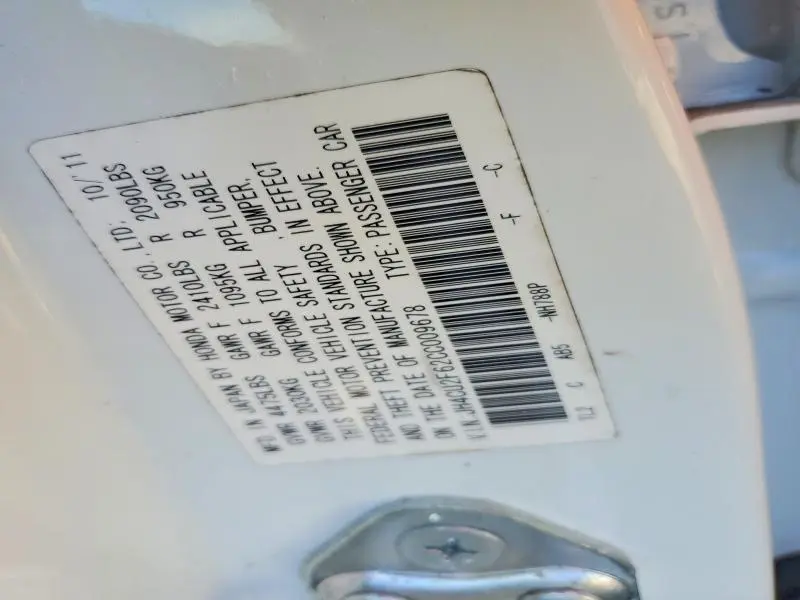 MFD. IN JAPAN BY HONDA MOTOR CO., LTD. 10/'11
GVWR 4475LBS GAWR F 2410LBS R 2090LBS
GVWR 2030KG GAWR F 1095KG R 950KG
THIS VEHICLE CONFORMS TO ALL APPLICABLE
FEDERAL MOTOR VEHICLE SAFETY, BUMPER,
AND THEFT PREVENTION STANDARDS IN EFFECT
ON THE DATE OF MANUFACTURE SHOWN ABOVE.
V.I.N. JH4CU2F62CC009678 TYPE: PASSENGER CAR
TL2 C AB5 -NH788P -F -C